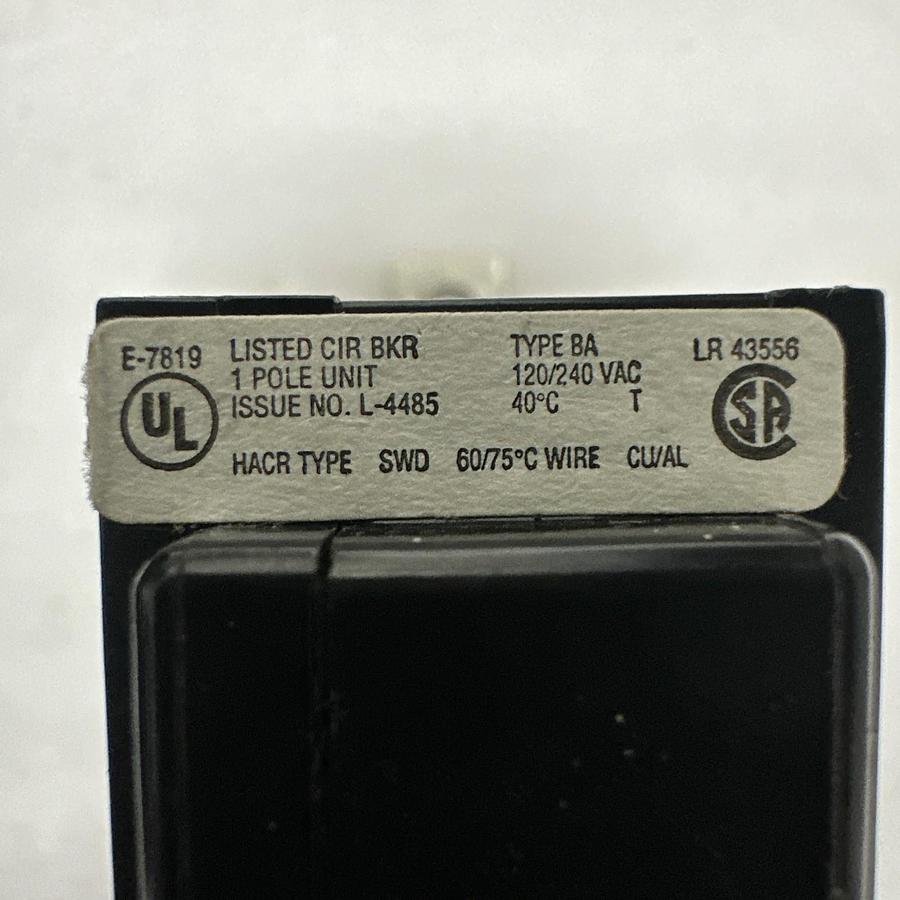 E-7819 LISTED CIR BKR TYPE BA LR 43556
1 POLE UNIT 120/240 VAC
UL ISSUE NO. L-4485 40°C T SA
HACR TYPE SWD 60/75°C WIRE CU/AL